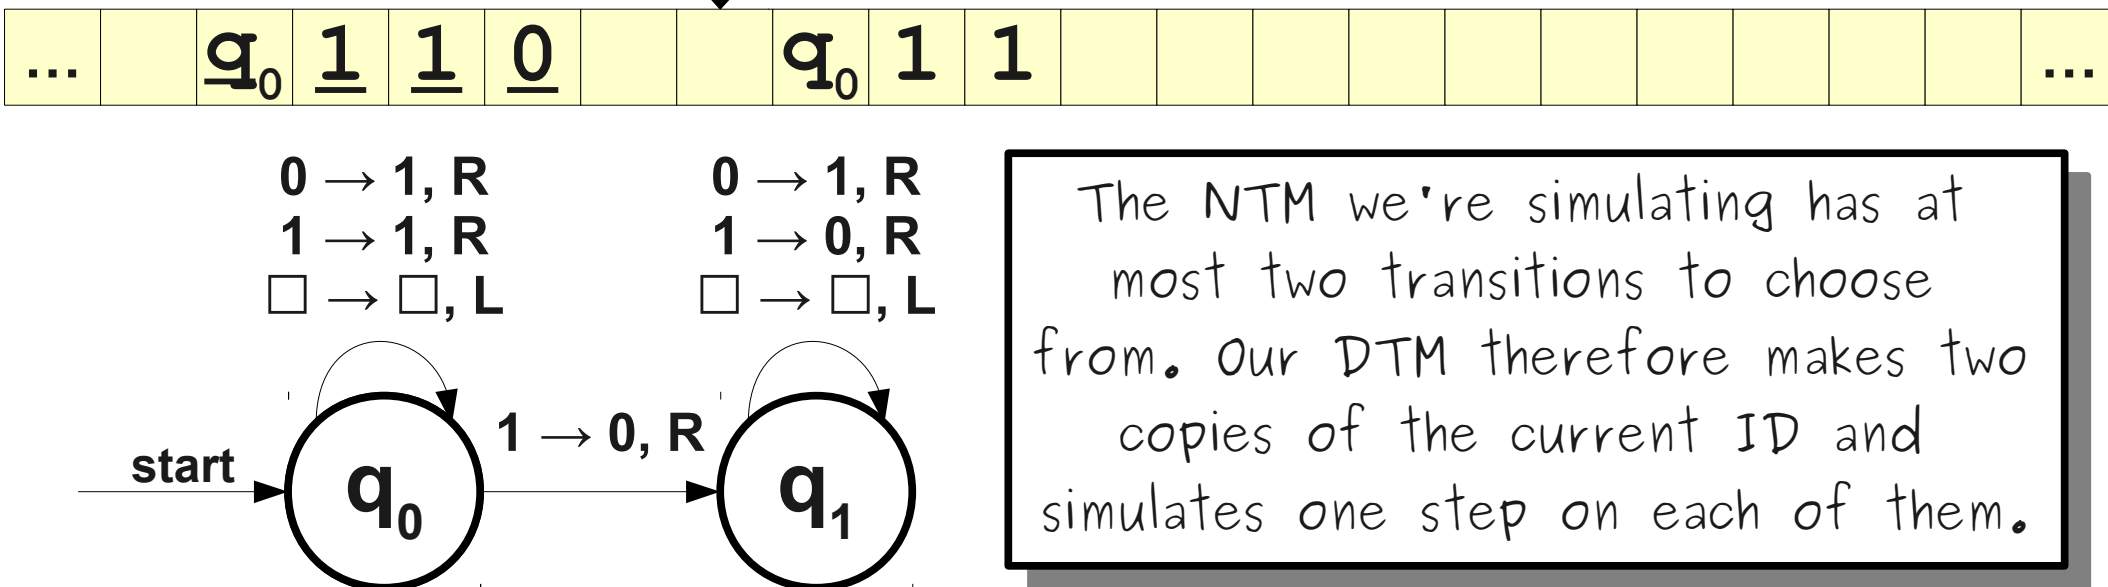 ... q0 1 1 0 q0 1 1 ...
0 → 1, R
1 → 1, R
□ → □, L
0 → 1, R
1 → 0, R
□ → □, L
start
q0
1 → 0, R
q1
The NTM we're simulating has at
most two transitions to choose
from. Our DTM therefore makes two
copies of the current ID and
simulates one step on each of them.